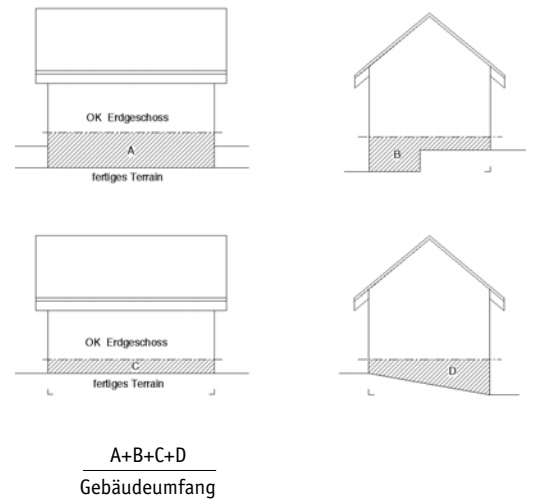 OK Erdgeschoss
A
fertiges Terrain
B
OK Erdgeschoss
C
fertiges Terrain
D
A+B+C+D
Gebäudeumfang